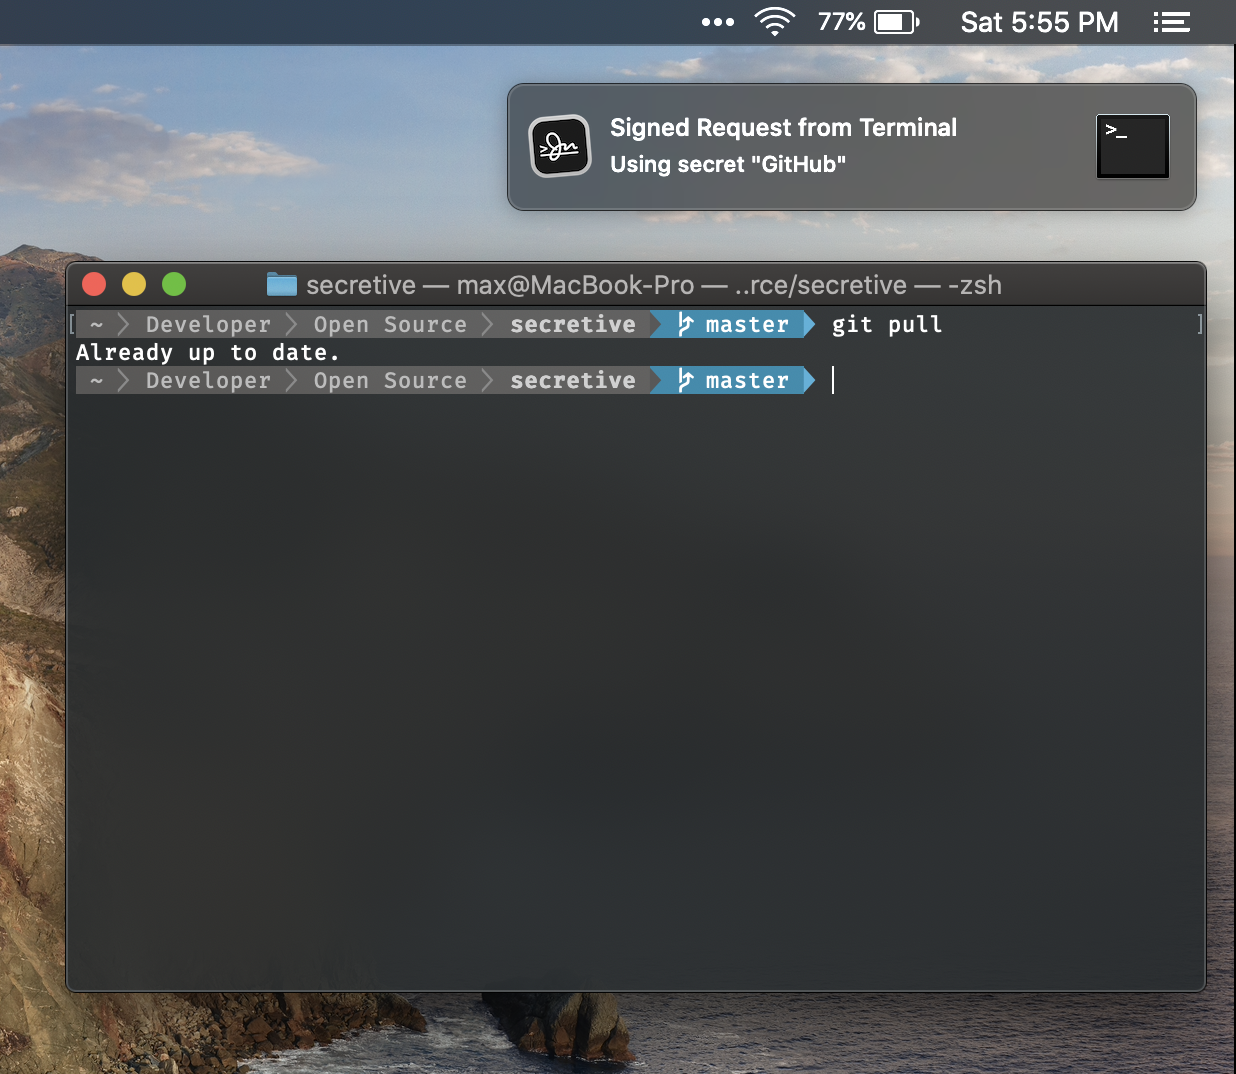 77% Sat 5:55 PM
Signed Request from Terminal
Using secret "GitHub"
>_
secretive — max@MacBook-Pro — ..rce/secretive — -zsh
[ ~ Developer Open Source secretive master git pull ]
Already up to date.
~ Developer Open Source secretive master